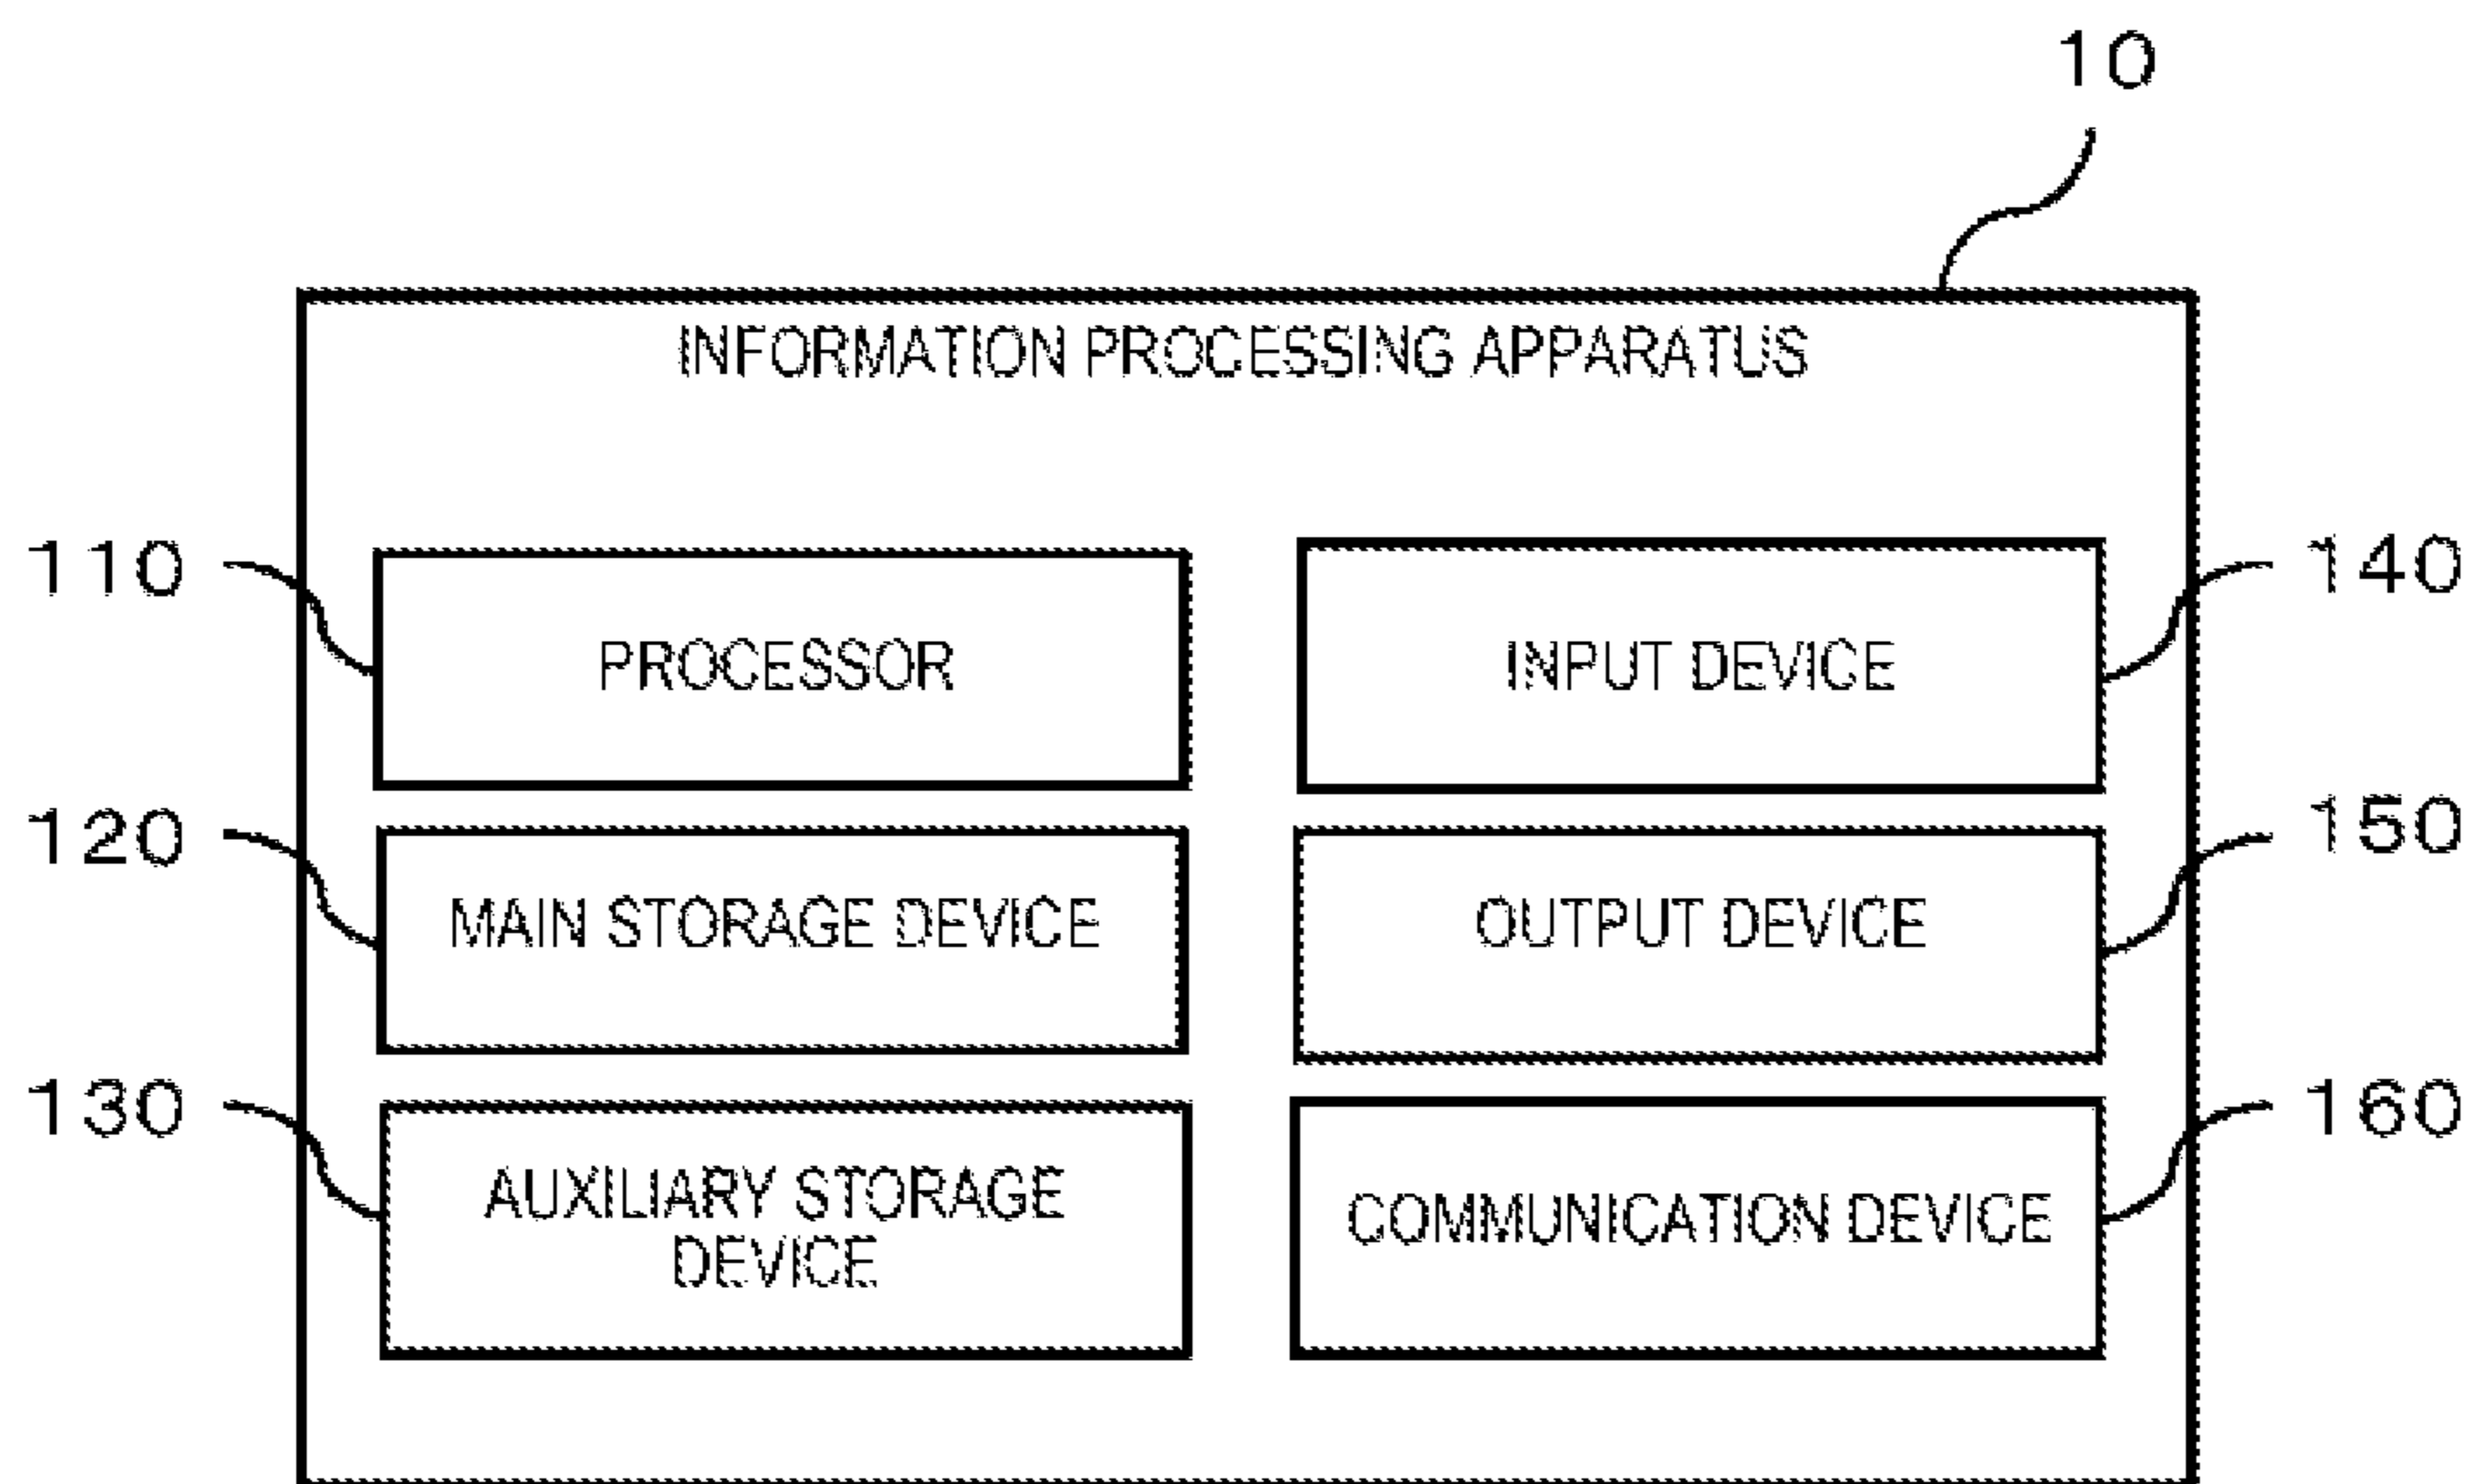 10
INFORMATION PROCESSING APPARATUS
110
PROCESSOR
INPUT DEVICE
140
120
MAIN STORAGE DEVICE
OUTPUT DEVICE
150
130
AUXILIARY STORAGE
DEVICE
COMMUNICATION DEVICE
160